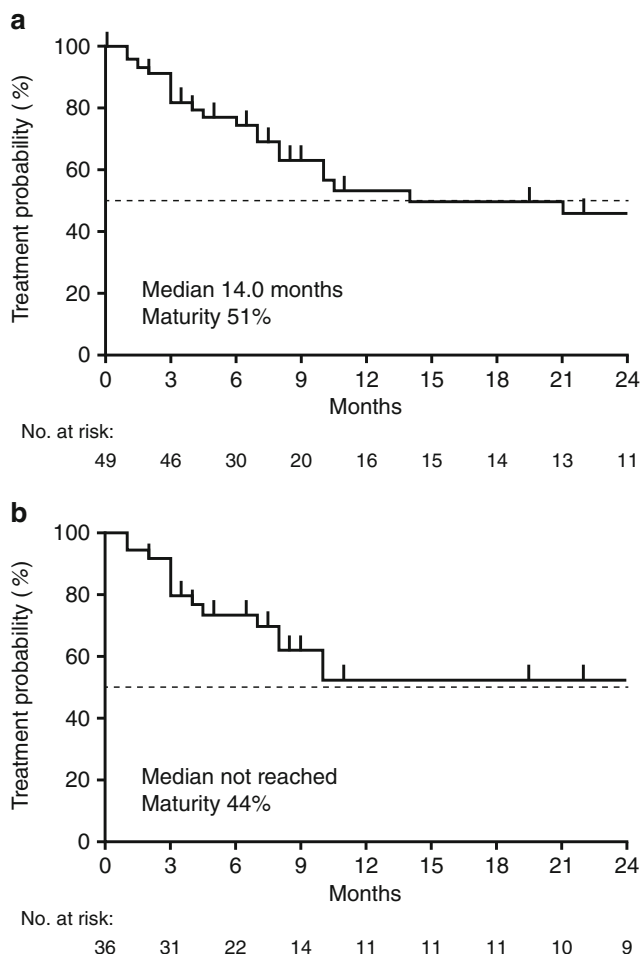 a
Treatment probability (%)
100
80
60
40
20
0
Median 14.0 months
Maturity 51%
0 3 6 9 12 15 18 21 24
Months
No. at risk:
49 46 30 20 16 15 14 13 11
b
Treatment probability (%)
100
80
60
40
20
0
Median not reached
Maturity 44%
0 3 6 9 12 15 18 21 24
Months
No. at risk:
36 31 22 14 11 11 11 10 9